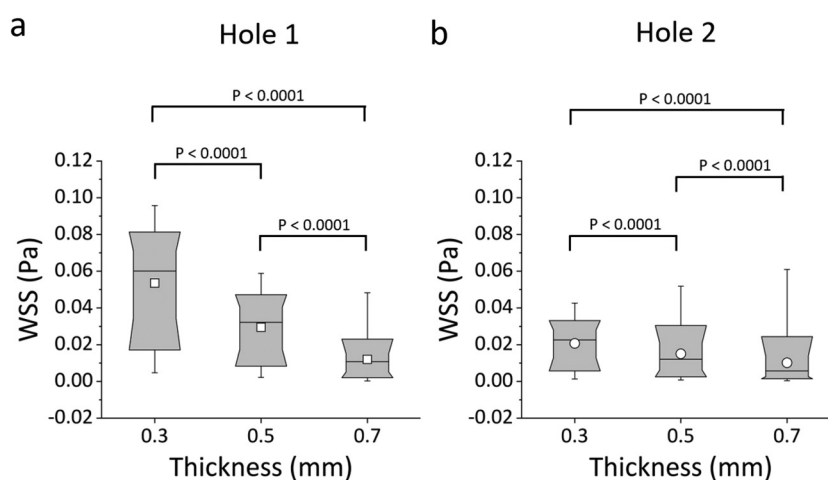 a
Hole 1
P < 0.0001
P < 0.0001
P < 0.0001
0.12
0.10
0.08
0.06
0.04
0.02
0.00
-0.02
WSS (Pa)
0.3 0.5 0.7
Thickness (mm)
b
Hole 2
P < 0.0001
P < 0.0001
P < 0.0001
0.12
0.10
0.08
0.06
0.04
0.02
0.00
-0.02
WSS (Pa)
0.3 0.5 0.7
Thickness (mm)